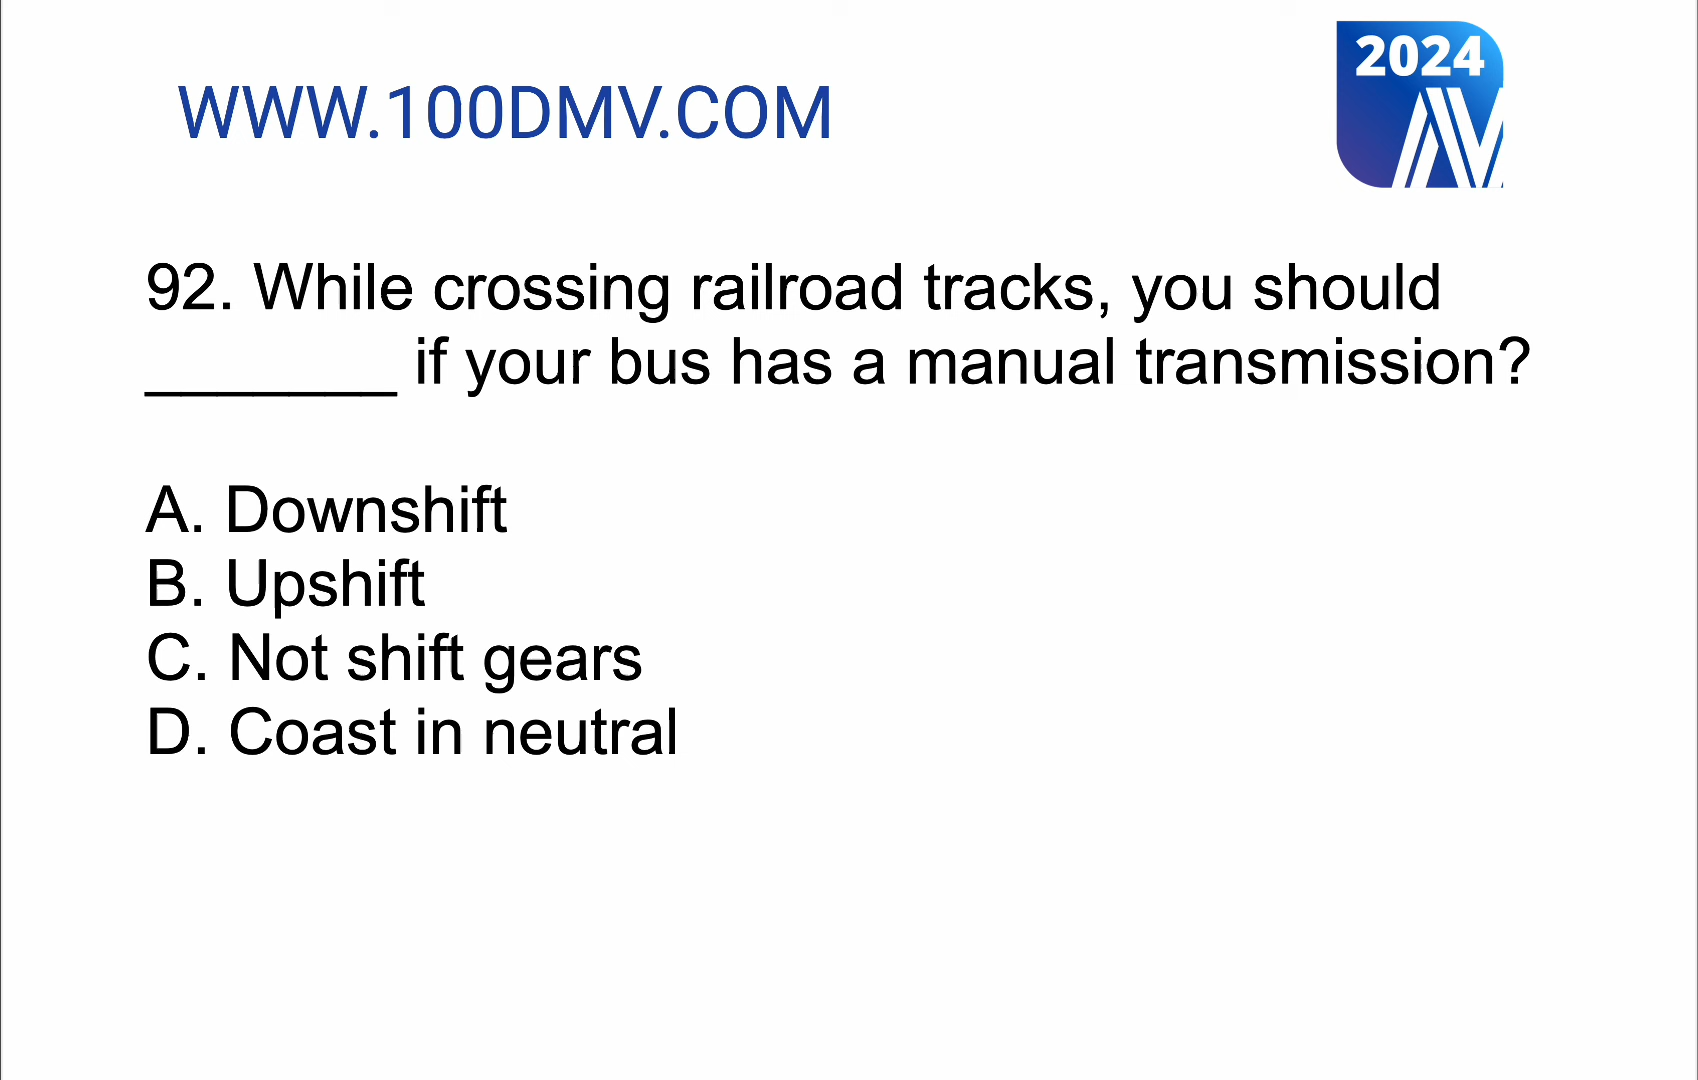 WWW.100DMV.COM
2024
92. While crossing railroad tracks, you should
_______ if your bus has a manual transmission?
A. Downshift
B. Upshift
C. Not shift gears
D. Coast in neutral